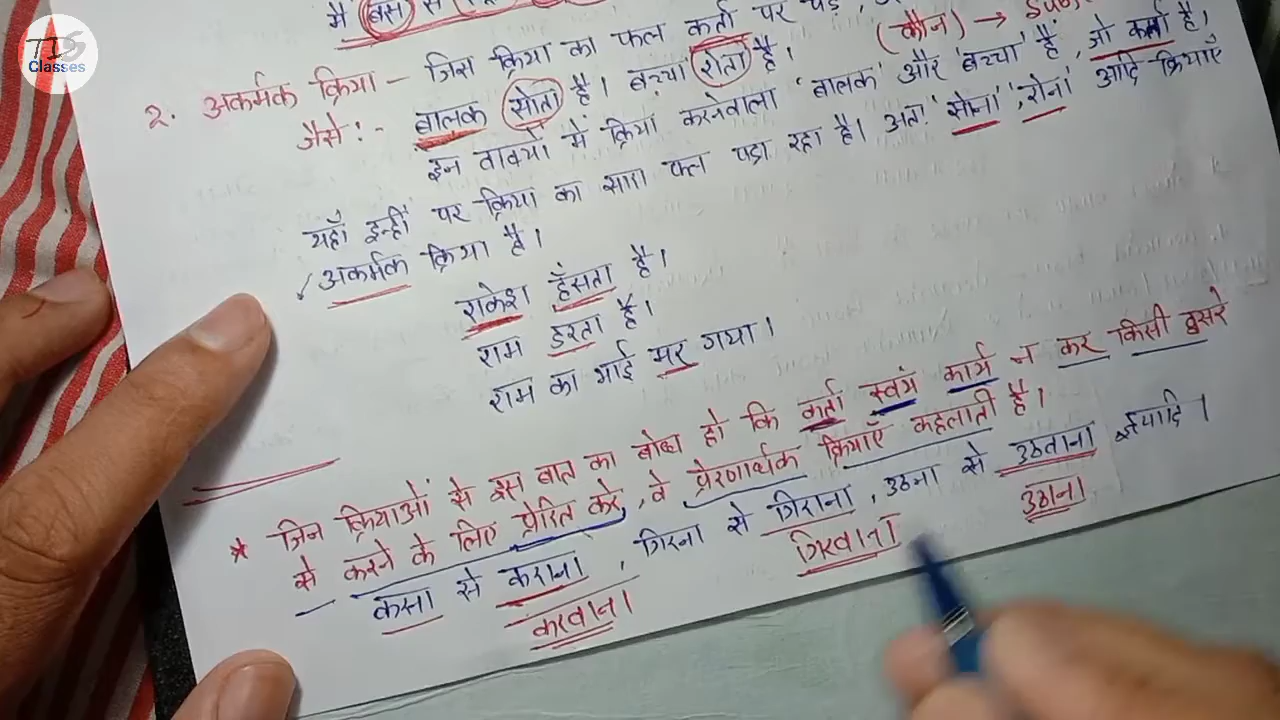 TDS
Classes
में बस से
2. अकर्मक क्रिया - जिस क्रिया का फल कर्ता पर पड़े, (कौन) →
जैसे :- बालक सोता है। बच्चा रोता है।
इन वाक्यों में क्रिया करनेवाला 'बालक' और 'बच्चा' है, जो कर्ता है।
यहाँ इन्हीं पर क्रिया का सारा फल पड़ा रहा है। अतः 'सोना', 'रोना' आदि क्रियाएँ
अकर्मक क्रिया है।
राकेश हँसता है।
राम डरता है।
राम का भाई मर गया।
* जिन क्रियाओं से इस बात का बोध हो कि कर्ता स्वयं कार्य न कर किसी दुसरे
से करने के लिए प्रेरित करे, वे प्रेरणार्थक क्रियाएँ कहलाती है।
करना से कराना, गिरना से गिराना, उठना से उठवाना इत्यादि।
करवाना गिरवाना उठाना